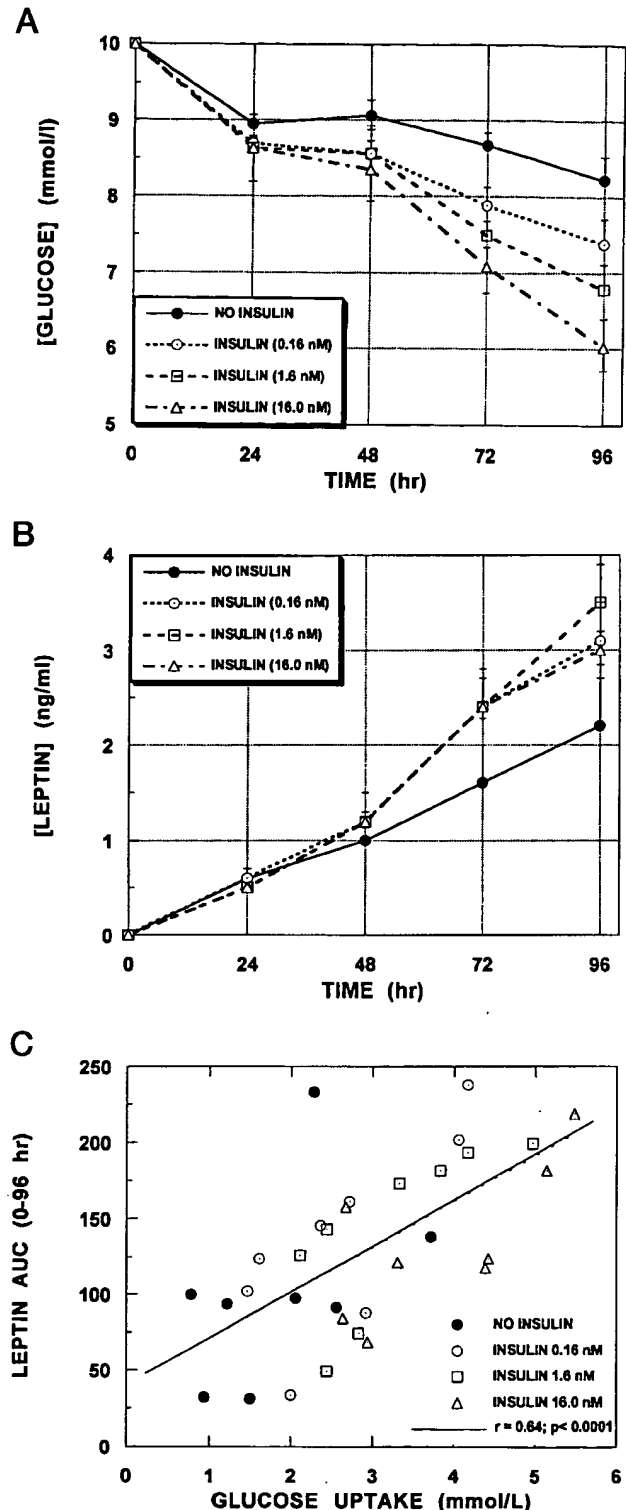 A
[GLUCOSE] (mmol/l)
10
9
8
7
6
5
NO INSULIN
INSULIN (0.16 nM)
INSULIN (1.6 nM)
INSULIN (16.0 nM)
0 24 48 72 96
TIME (hr)
B
[LEPTIN] (ng/ml)
4
3
2
1
0
NO INSULIN
INSULIN (0.16 nM)
INSULIN (1.6 nM)
INSULIN (16.0 nM)
0 24 48 72 96
TIME (hr)
C
LEPTIN AUC (0-96 hr)
250
200
150
100
50
0
NO INSULIN
INSULIN 0.16 nM
INSULIN 1.6 nM
INSULIN 16.0 nM
r = 0.64; p< 0.0001
0 1 2 3 4 5 6
GLUCOSE UPTAKE (mmol/L)